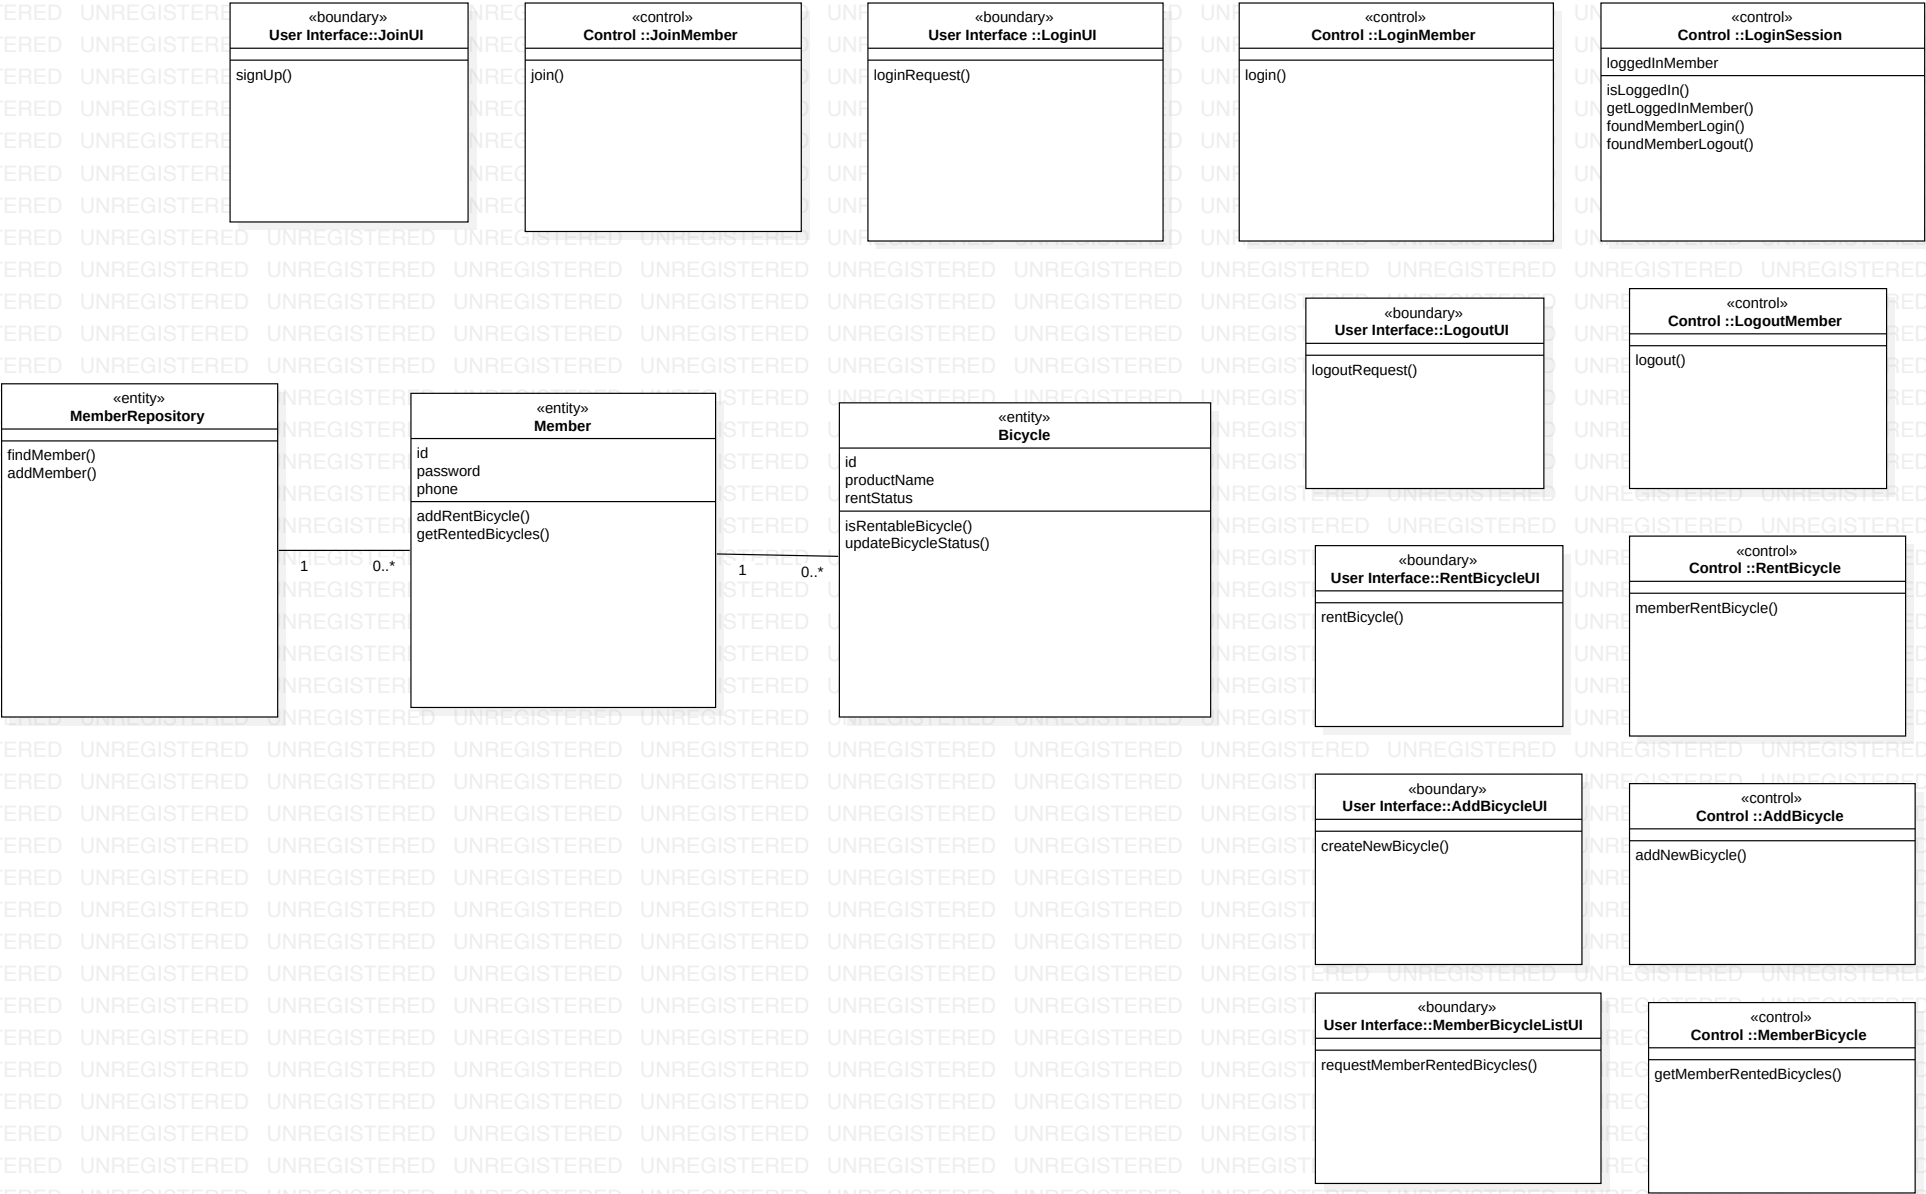 «boundary»
User Interface::JoinUI
signUp()
«control»
Control ::JoinMember
join()
«boundary»
User Interface ::LoginUI
loginRequest()
«control»
Control ::LoginMember
login()
«control»
Control ::LoginSession
loggedInMember
isLoggedIn()
getLoggedInMember()
foundMemberLogin()
foundMemberLogout()
«boundary»
User Interface::LogoutUI
logoutRequest()
«control»
Control ::LogoutMember
logout()
«entity»
MemberRepository
findMember()
addMember()
1
0..*
«entity»
Member
id
password
phone
addRentBicycle()
getRentedBicycles()
1
0..*
«entity»
Bicycle
id
productName
rentStatus
isRentableBicycle()
updateBicycleStatus()
«boundary»
User Interface::RentBicycleUI
rentBicycle()
«control»
Control ::RentBicycle
memberRentBicycle()
«boundary»
User Interface::AddBicycleUI
createNewBicycle()
«control»
Control ::AddBicycle
addNewBicycle()
«boundary»
User Interface::MemberBicycleListUI
requestMemberRentedBicycles()
«control»
Control ::MemberBicycle
getMemberRentedBicycles()
UNREGISTERED